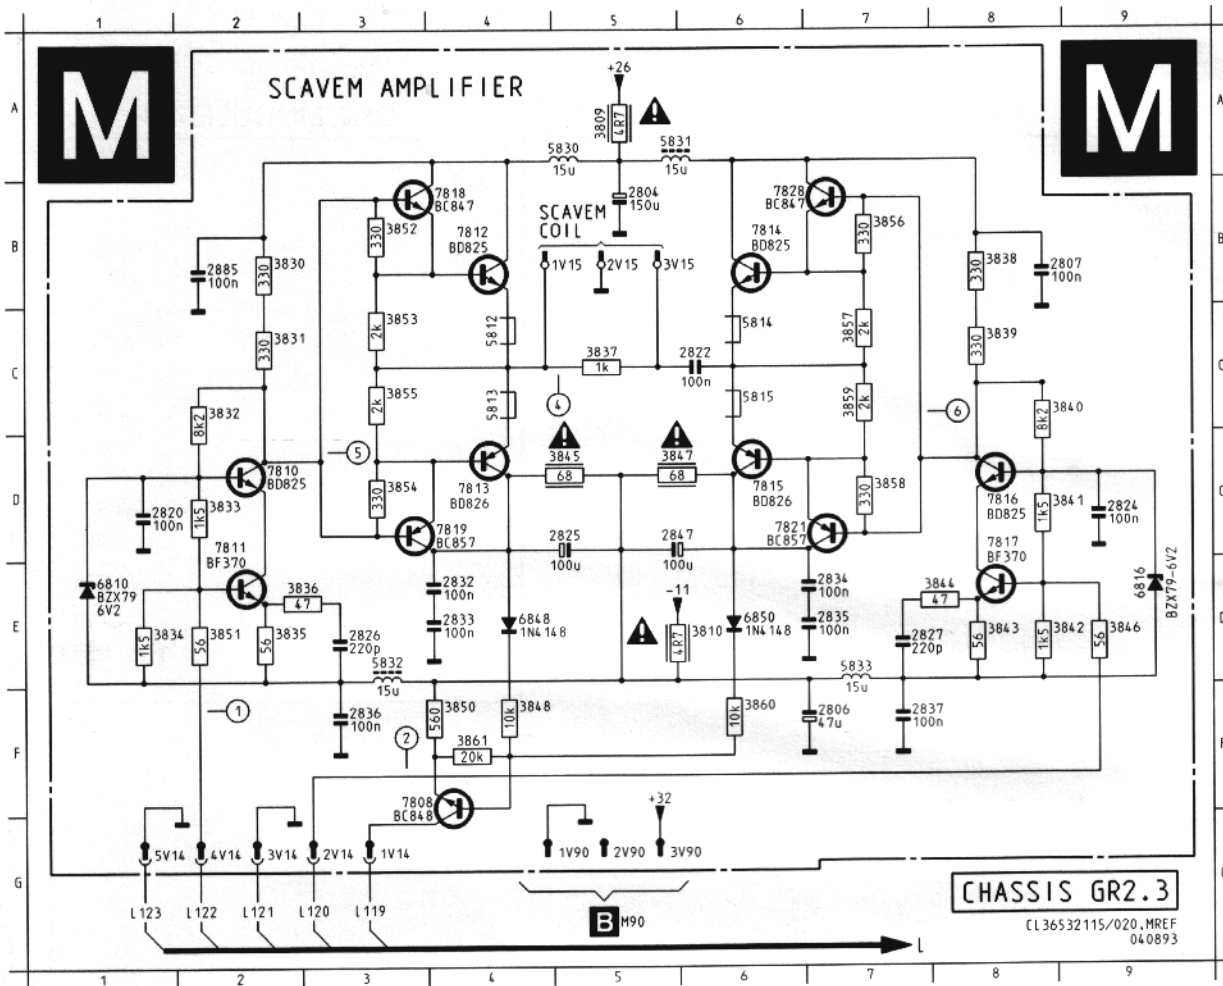 1 2 3 4 5 6 7 8 9
A
B
C
D
E
F
G
M
SCAVEM AMPLIFIER
M
+26
3809
4R7
5830
15u
5831
15u
7818
BC847
2804
150u
7828
BC847
3852
330
7812
BD825
SCAVEM
COIL
7814
BD825
3856
330
2885
100n
3830
330
1V15
2V15
3V15
3838
330
2807
100n
3831
330
3853
2k
5812
5814
3857
2k
3839
330
3837
1k
2822
100n
3832
8k2
3855
2k
5813
4
5815
3859
2k
6
3840
8k2
5
3845
68
3847
68
7810
BD825
3854
330
7813
BD826
7815
BD826
3858
330
7816
BD825
2820
100n
3833
1k5
3841
1k5
2824
100n
7819
BC857
2825
100u
2847
100u
7821
BC857
7811
BF370
7817
BF370
6810
BZX79
6V2
3836
47
2832
100n
2834
100n
3844
47
6816
BZX79-6V2
-11
3834
1k5
3851
56
3835
56
2826
220p
2833
100n
6848
1N4148
3810
4R7
6850
1N4148
2835
100n
2827
220p
3843
56
3842
1k5
3846
56
5832
15u
5833
15u
1
2836
100n
3850
560
3848
10k
3860
10k
2806
47u
2837
100n
2
3861
20k
7808
BC848
+32
5V14
4V14
3V14
2V14
1V14
1V90
2V90
3V90
CHASSIS GR2.3
L123
L122
L121
L120
L119
B M90
CL36532115/020.MREF
040893
L
1 2 3 4 5 6 7 8 9